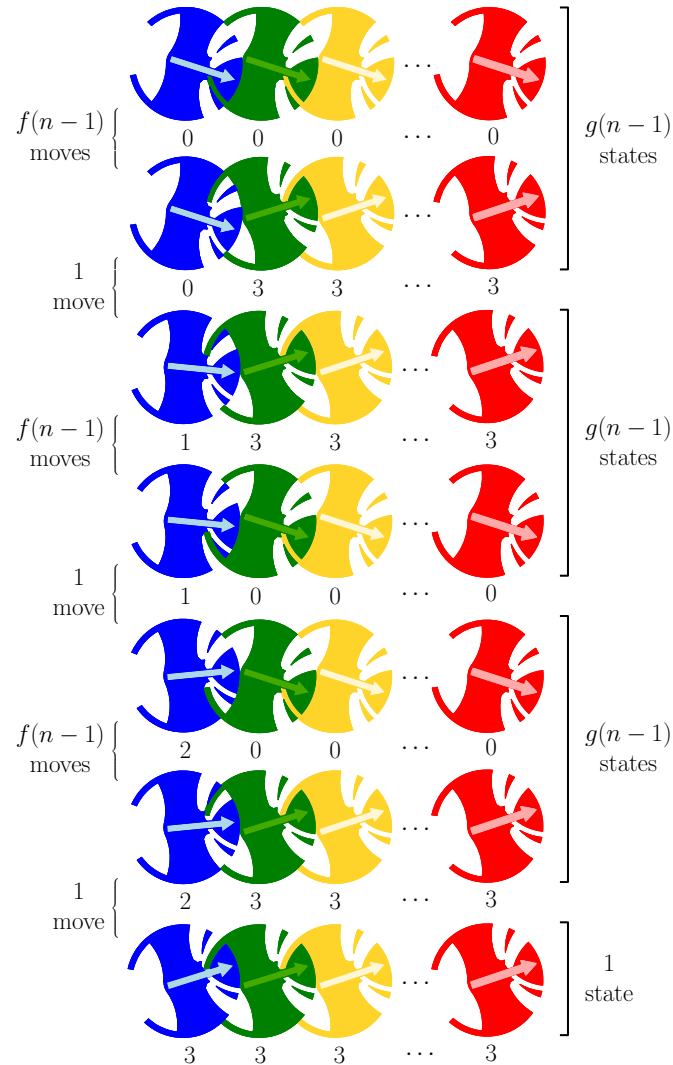 f(n − 1)
moves
0 0 0 ⋯ 0
g(n − 1)
states
1
move
0 3 3 ⋯ 3
f(n − 1)
moves
1 3 3 ⋯ 3
g(n − 1)
states
1
move
1 0 0 ⋯ 0
f(n − 1)
moves
2 0 0 ⋯ 0
g(n − 1)
states
1
move
2 3 3 ⋯ 3
1
state
3 3 3 ⋯ 3